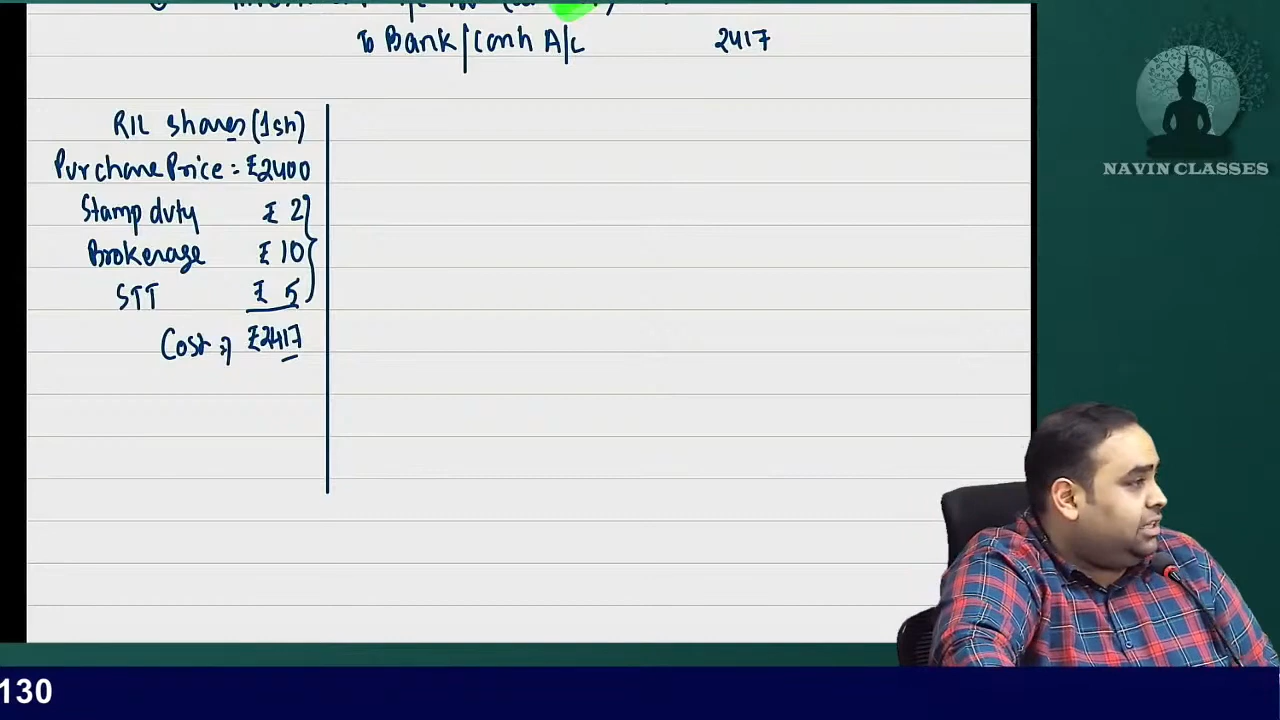 To Bank/Cash A/c 2417
RIL Shares (1sh)
Purchase Price = ₹2400
Stamp duty ₹ 2
Brokerage ₹ 10
STT ₹ 5
Cost ⇒ ₹2417
NAVIN CLASSES
130